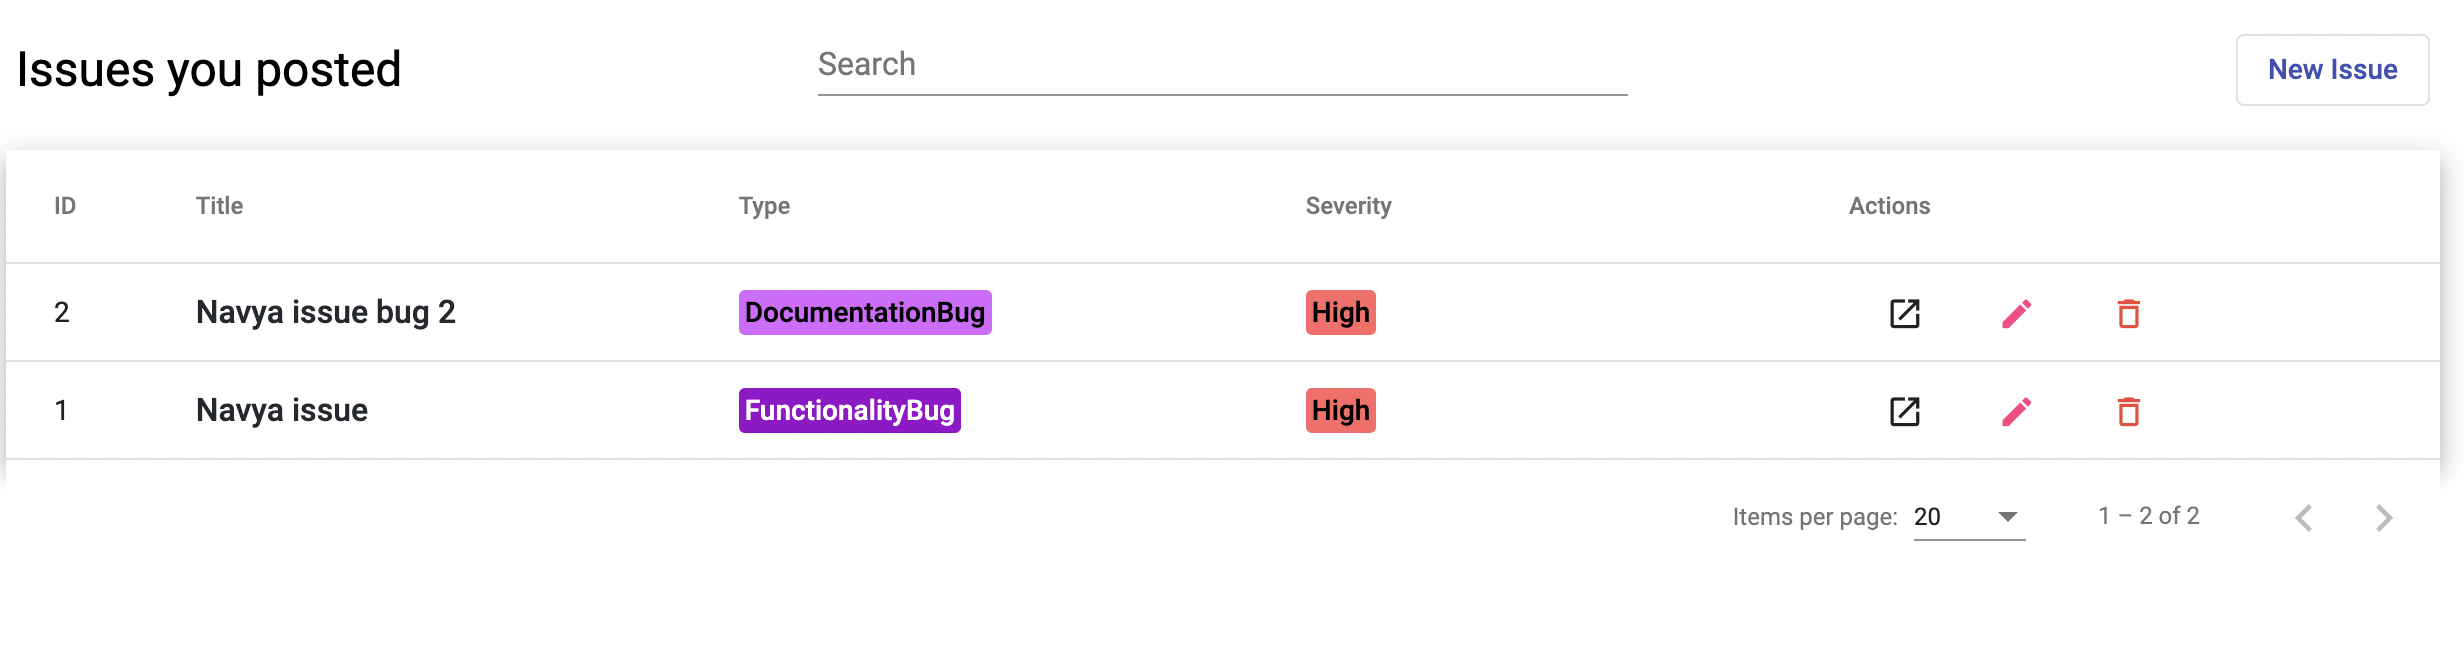 Issues you posted
Search
New Issue
ID Title Type Severity Actions
2 Navya issue bug 2 DocumentationBug High
1 Navya issue FunctionalityBug High
Items per page: 20 1 – 2 of 2